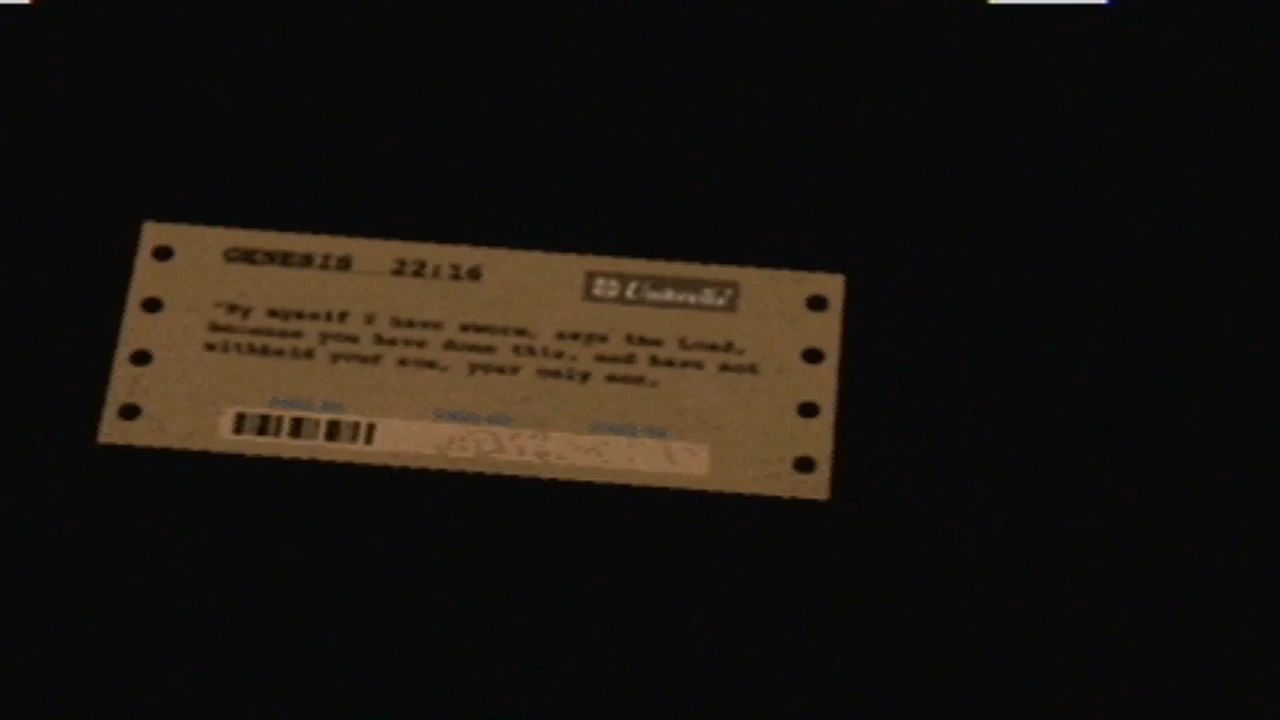 GENESIS 22:16
Umbrella
"By myself I have sworn, says the Lord,
because you have done this, and have not
withheld your son, your only son,